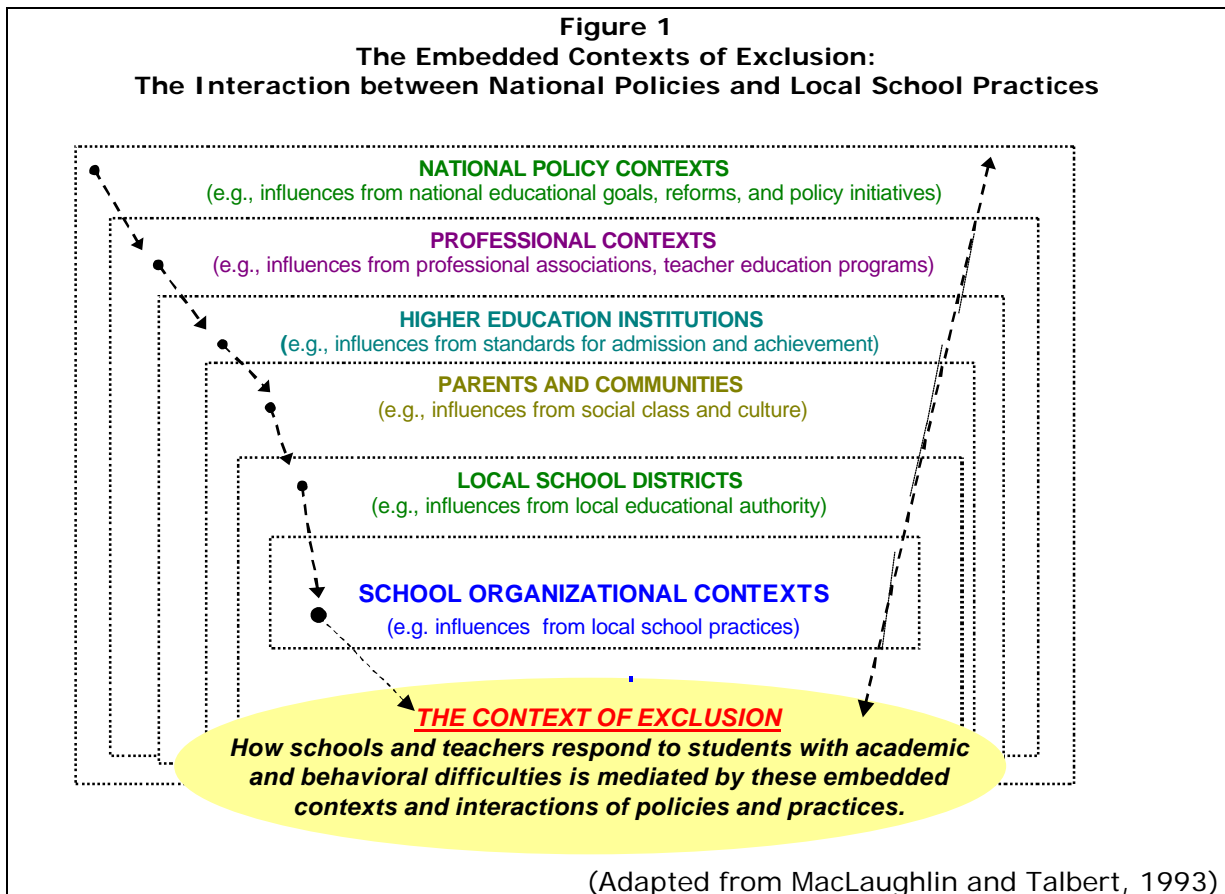 Figure 1
The Embedded Contexts of Exclusion:
The Interaction between National Policies and Local School Practices
NATIONAL POLICY CONTEXTS
(e.g., influences from national educational goals, reforms, and policy initiatives)
PROFESSIONAL CONTEXTS
(e.g., influences from professional associations, teacher education programs)
HIGHER EDUCATION INSTITUTIONS
(e.g., influences from standards for admission and achievement)
PARENTS AND COMMUNITIES
(e.g., influences from social class and culture)
LOCAL SCHOOL DISTRICTS
(e.g., influences from local educational authority)
SCHOOL ORGANIZATIONAL CONTEXTS
(e.g. influences from local school practices)
THE CONTEXT OF EXCLUSION
How schools and teachers respond to students with academic
and behavioral difficulties is mediated by these embedded
contexts and interactions of policies and practices.
(Adapted from MacLaughlin and Talbert, 1993)